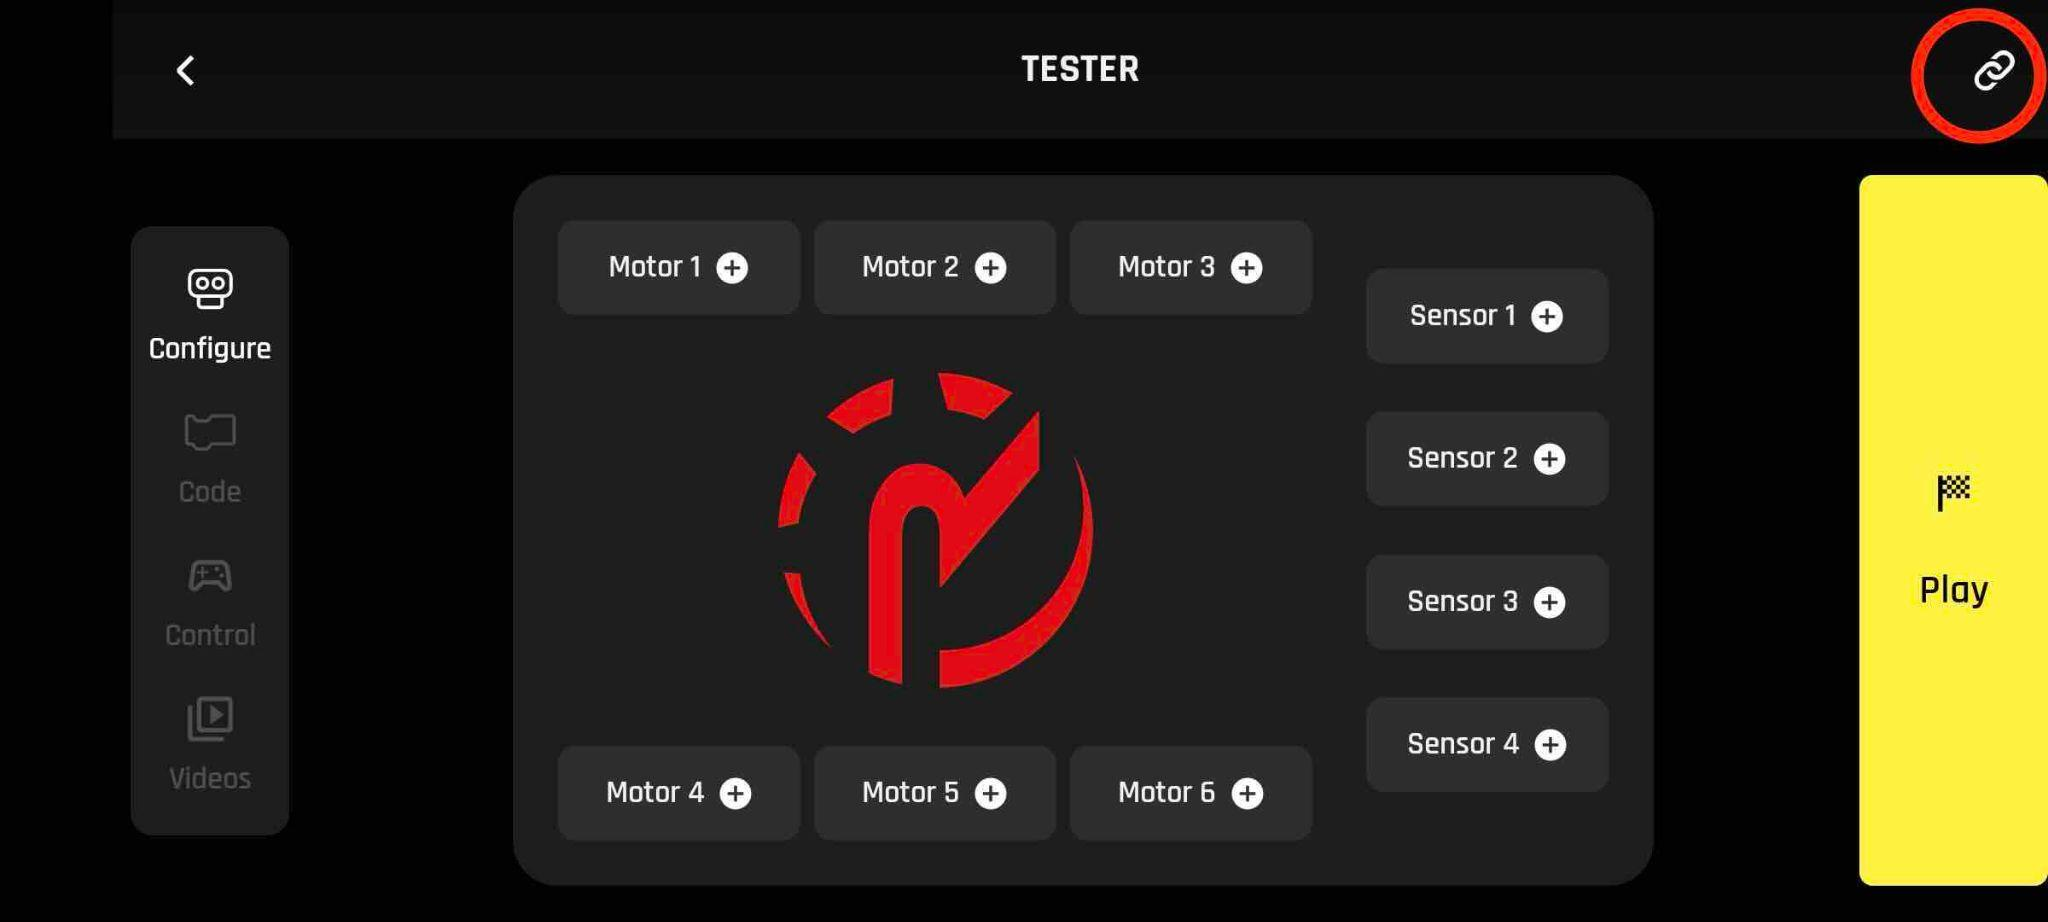 TESTER
Configure
Code
Control
Videos
Motor 1
Motor 2
Motor 3
Sensor 1
Sensor 2
Sensor 3
Sensor 4
Motor 4
Motor 5
Motor 6
Play